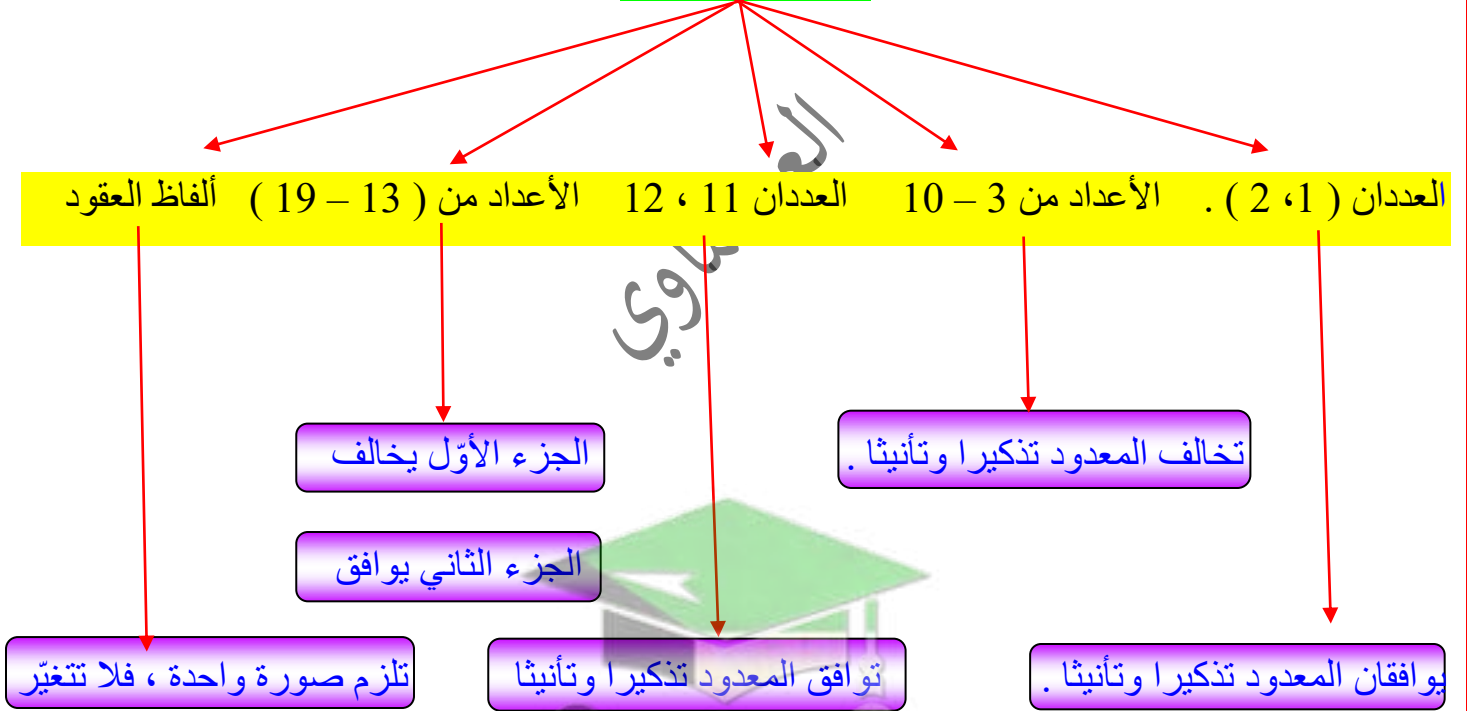 العددان ( 1، 2 ) . الأعداد من 3 – 10 العددان 11 ، 12 الأعداد من ( 13 – 19 ) ألفاظ العقود
تخالف المعدود تذكيرا وتأنيثا .
الجزء الأوّل يخالف
الجزء الثاني يوافق
يوافقان المعدود تذكيرا وتأنيثا .
توافق المعدود تذكيرا وتأنيثا
تلزم صورة واحدة ، فلا تتغيّر